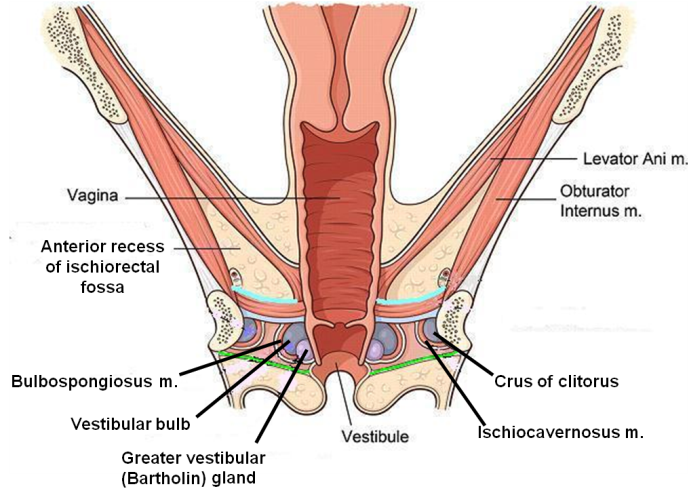 Levator Ani m.
Vagina
Obturator
Internus m.
Anterior recess
of ischiorectal
fossa
Bulbospongiosus m.
Crus of clitorus
Vestibular bulb
Ischiocavernosus m.
Vestibule
Greater vestibular
(Bartholin) gland